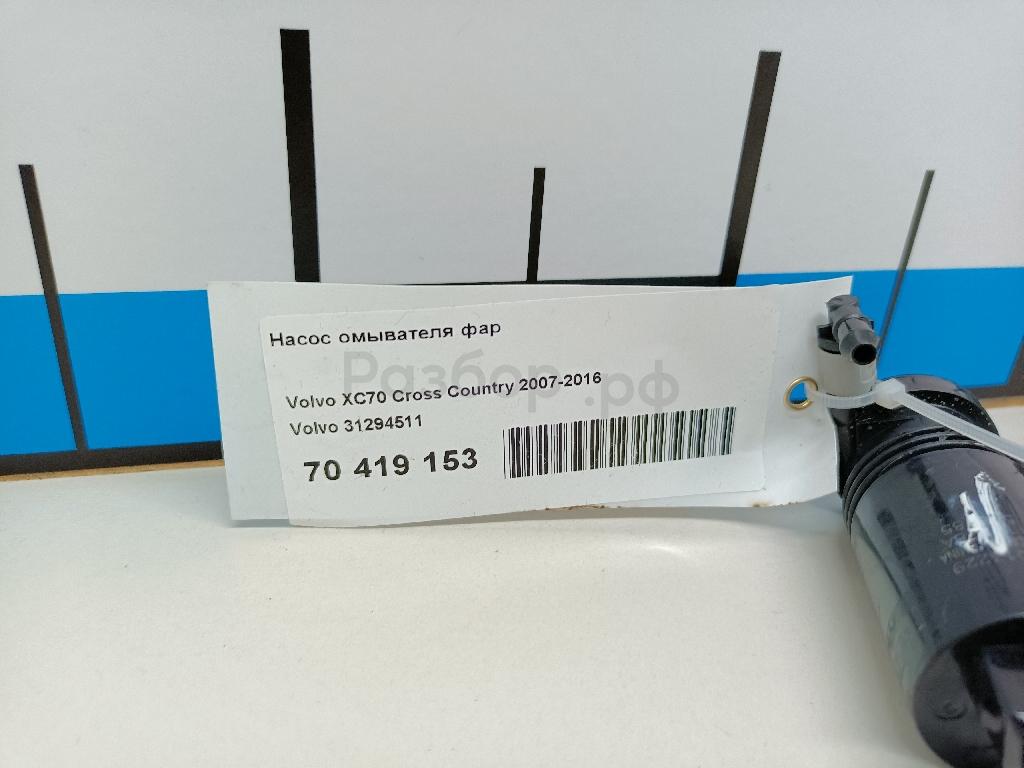 Насос омывателя фар
Разбор.рф
Volvo XC70 Cross Country 2007-2016
Volvo 31294511
70 419 153